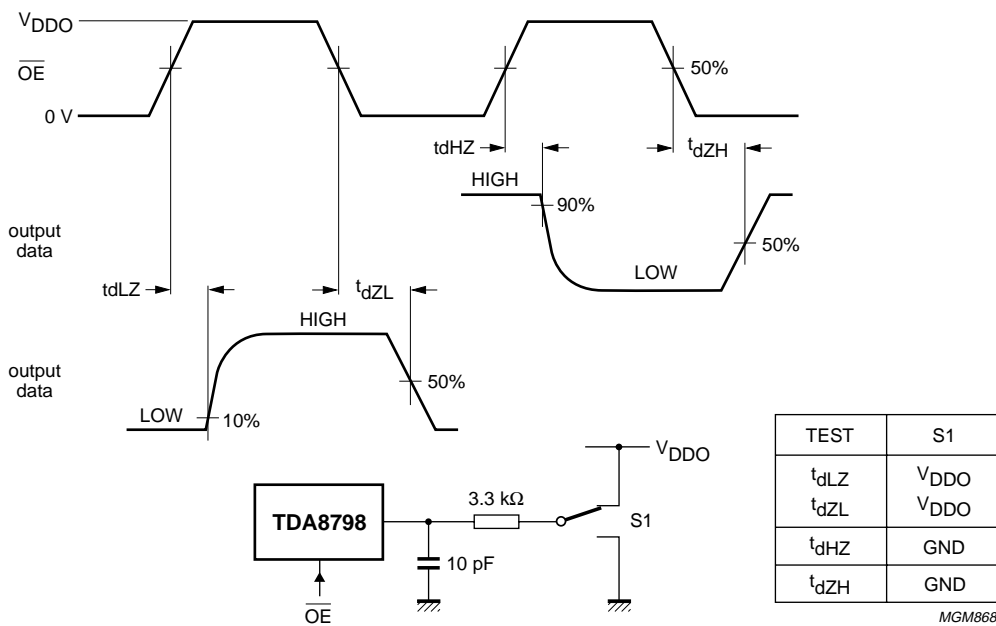 VDDO
OE
50%
0 V
tdHZ
tdZH
HIGH
90%
output
data
50%
LOW
tdLZ
tdZL
HIGH
output
data
50%
LOW
10%
TEST S1
tdLZ VDDO
tdZL VDDO
tdHZ GND
tdZH GND
VDDO
3.3 kΩ
TDA8798
S1
10 pF
OE
MGM868